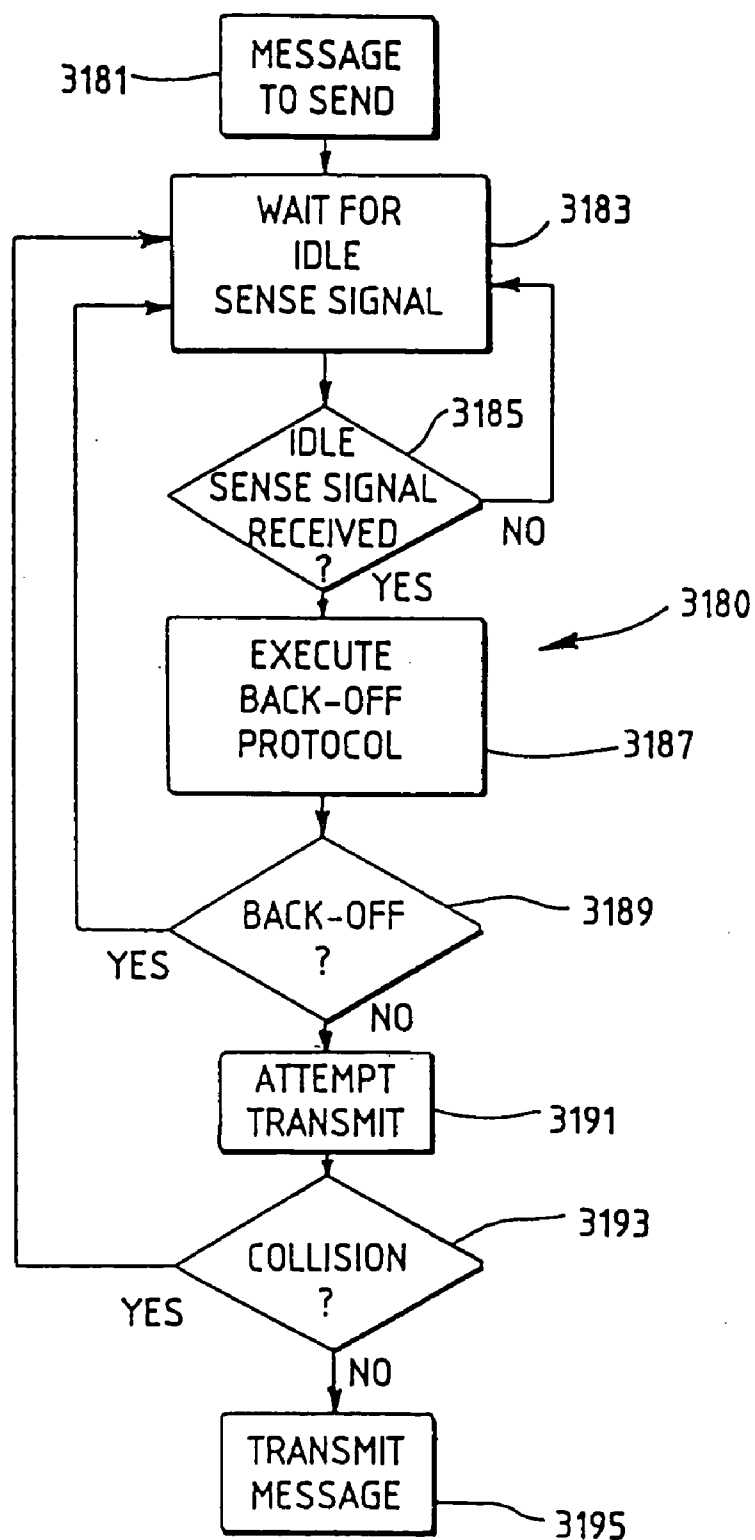 MESSAGE
TO SEND
3181
WAIT FOR
IDLE
SENSE SIGNAL
3183
IDLE
SENSE SIGNAL
RECEIVED
?
3185
NO
YES
3180
EXECUTE
BACK-OFF
PROTOCOL
3187
BACK-OFF
?
3189
YES
NO
ATTEMPT
TRANSMIT
3191
COLLISION
?
3193
YES
NO
TRANSMIT
MESSAGE
3195